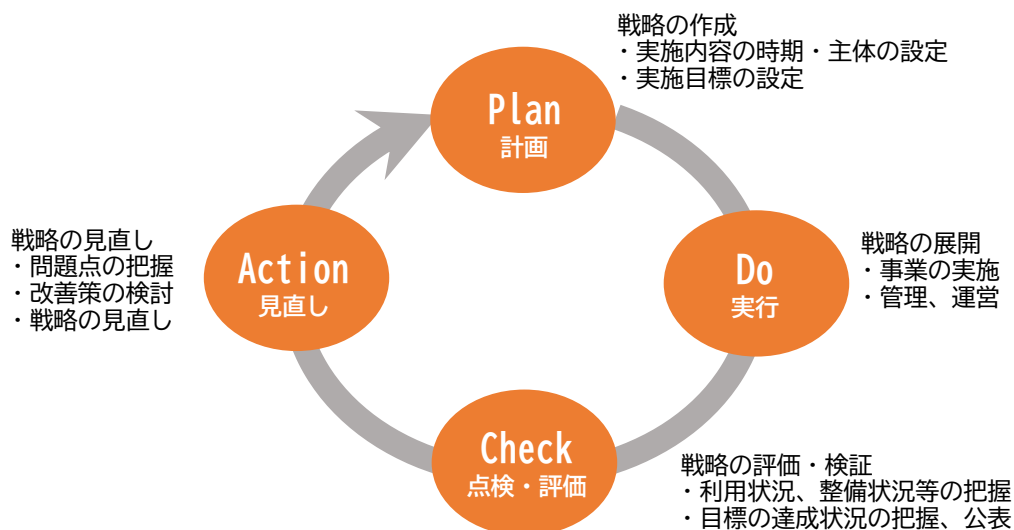 戦略の作成
・実施内容の時期・主体の設定
・実施目標の設定
Plan
計画
戦略の展開
・事業の実施
・管理、運営
Do
実行
戦略の評価・検証
・利用状況、整備状況等の把握
・目標の達成状況の把握、公表
Check
点検・評価
戦略の見直し
・問題点の把握
・改善策の検討
・戦略の見直し
Action
見直し